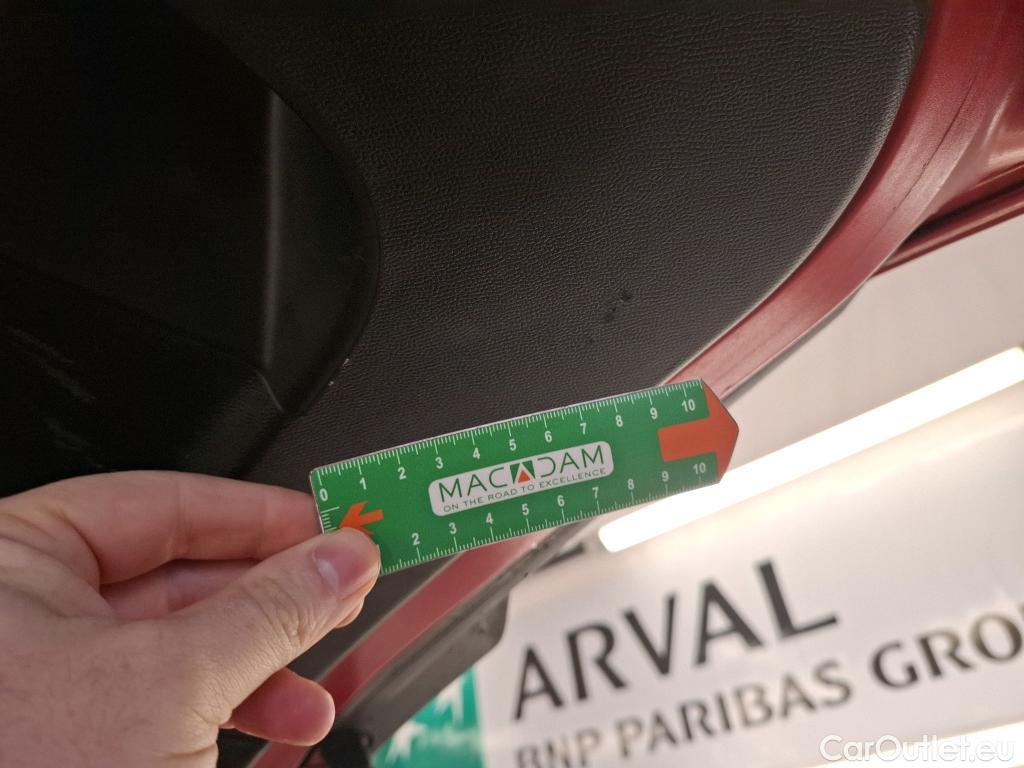 0 1 2 3 4 5 6 7 8 9 10
MACADAM
ON THE ROAD TO EXCELLENCE
2 3 4 5 6 7 8 9 10
ARVAL
BNP PARIBAS GRO
CarOutlet.eu